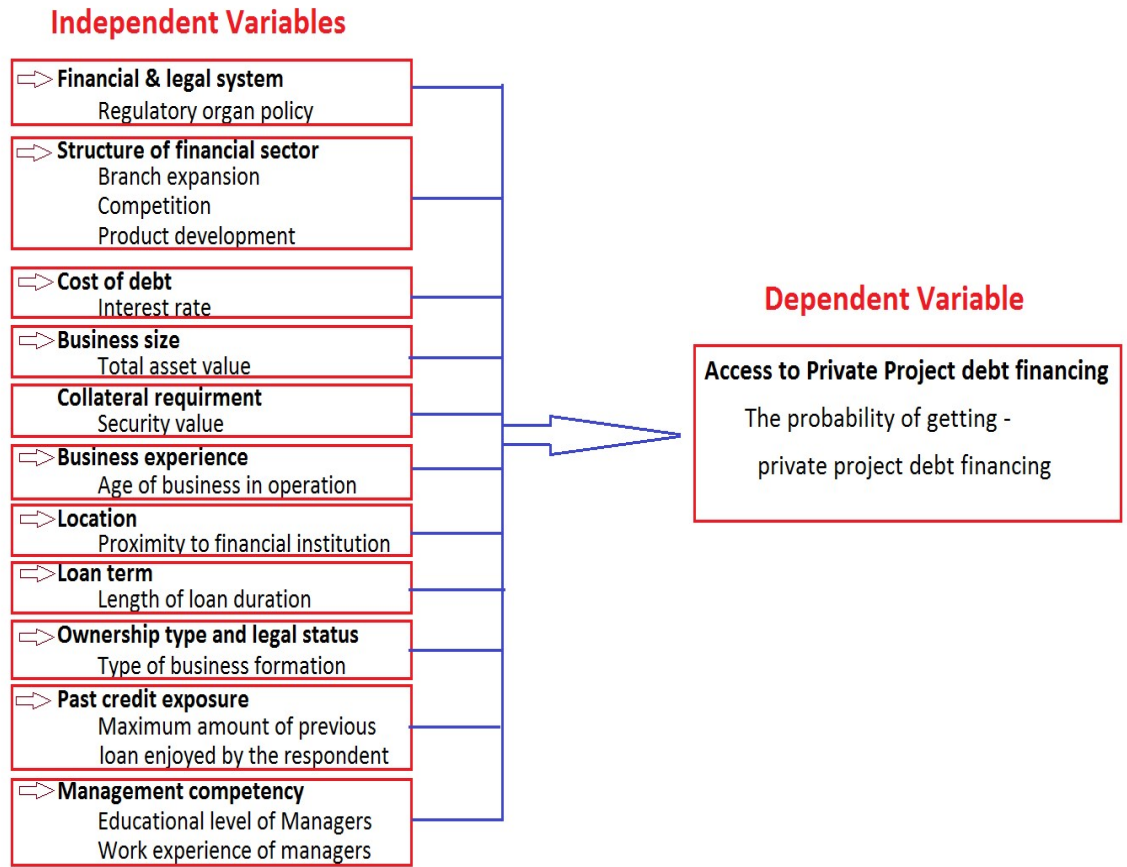 Independent Variables
Financial & legal system
Regulatory organ policy
Structure of financial sector
Branch expansion
Competition
Product development
Cost of debt
Interest rate
Business size
Total asset value
Collateral requirment
Security value
Business experience
Age of business in operation
Location
Proximity to financial institution
Loan term
Length of loan duration
Ownership type and legal status
Type of business formation
Past credit exposure
Maximum amount of previous
loan enjoyed by the respondent
Management competency
Educational level of Managers
Work experience of managers
Dependent Variable
Access to Private Project debt financing
The probability of getting -
private project debt financing